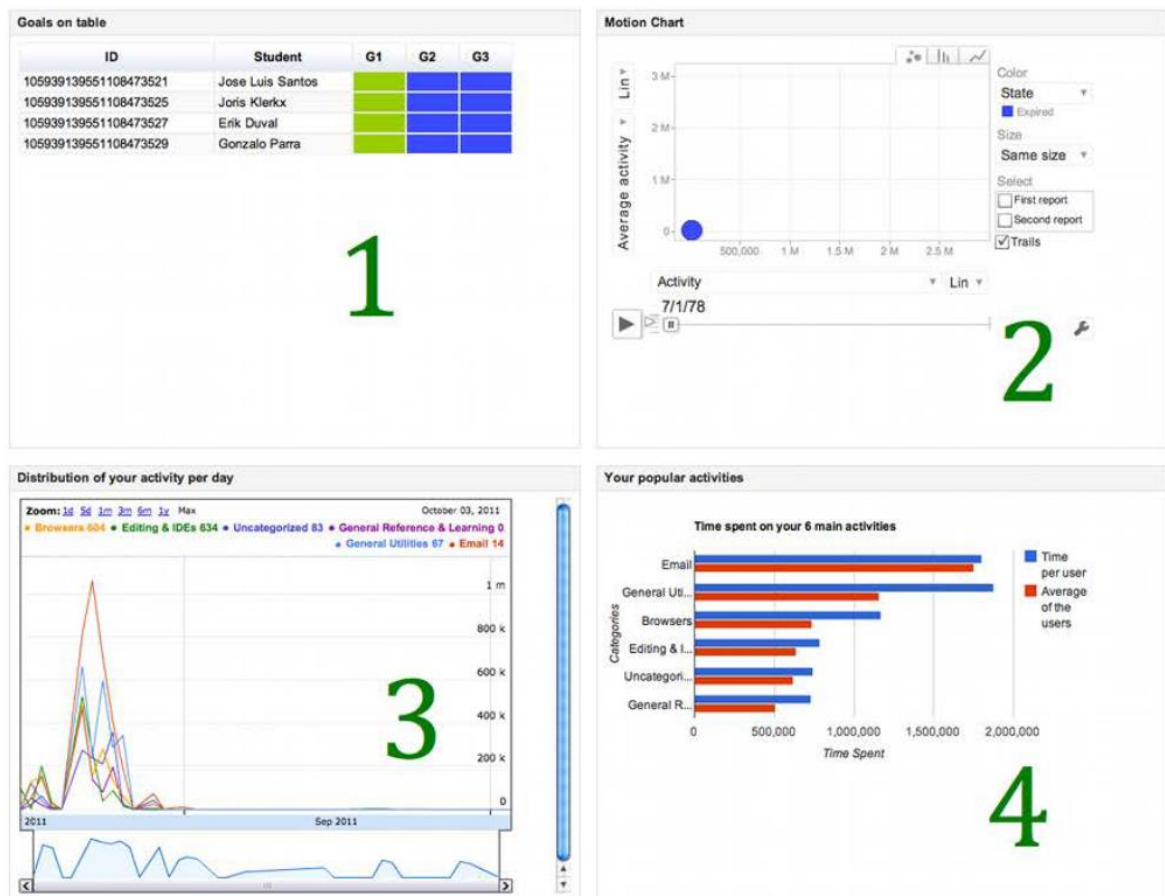 Goals on table
ID Student G1 G2 G3
105939139551108473521 Jose Luis Santos
105939139551108473525 Joris Klerkx
105939139551108473527 Erik Duval
105939139551108473529 Gonzalo Parra
1
Motion Chart
Lin
Average activity
3 M
2 M
1 M
0
500,000 1 M 1.5 M 2 M 2.5 M
Color
State
Expired
Size
Same size
Select
First report
Second report
Trails
Activity Lin
7/1/78
2
Distribution of your activity per day
Zoom: 1d 5d 1m 3m 6m 1y Max October 03, 2011
Browsers 604 Editing & IDEs 634 Uncategorized 83 General Reference & Learning 0
General Utilities 67 Email 14
1 m
800 k
600 k
400 k
200 k
0
2011 Sep 2011
3
Your popular activities
Time spent on your 6 main activities
Categories
Email
General Uti...
Browsers
Editing & I...
Uncategori...
General R...
0 500,000 1,000,000 1,500,000 2,000,000
Time Spent
Time
per user
Average
of the
users
4